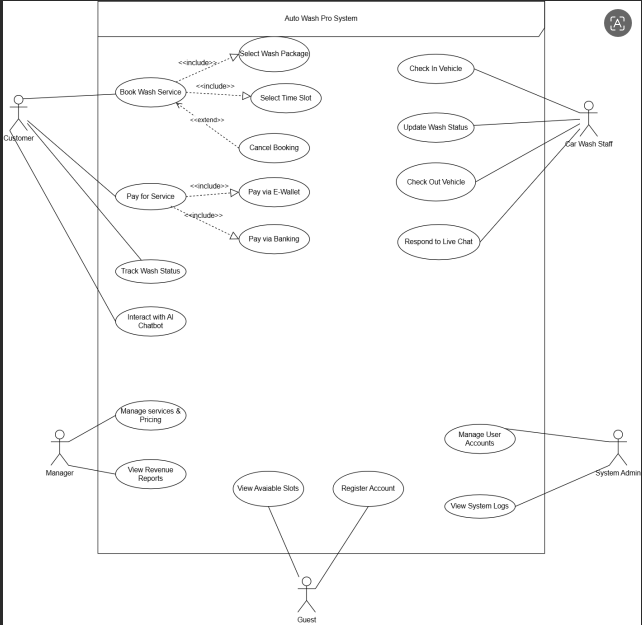 Auto Wash Pro System
A
<<include>>
Select Wash Package
Check In Vehicle
Book Wash Service
<<include>>
Select Time Slot
<<extend>>
Update Wash Status
Customer
Car Wash Staff
Cancel Booking
Check Out Vehicle
Pay for Service
<<include>>
Pay via E-Wallet
<<include>>
Pay via Banking
Respond to Live Chat
Track Wash Status
Interact with AI
Chatbot
Manage services &
Pricing
Manage User
Accounts
Manager
View Revenue
Reports
System Admin
View Avaiable Slots
Register Account
View System Logs
Guest